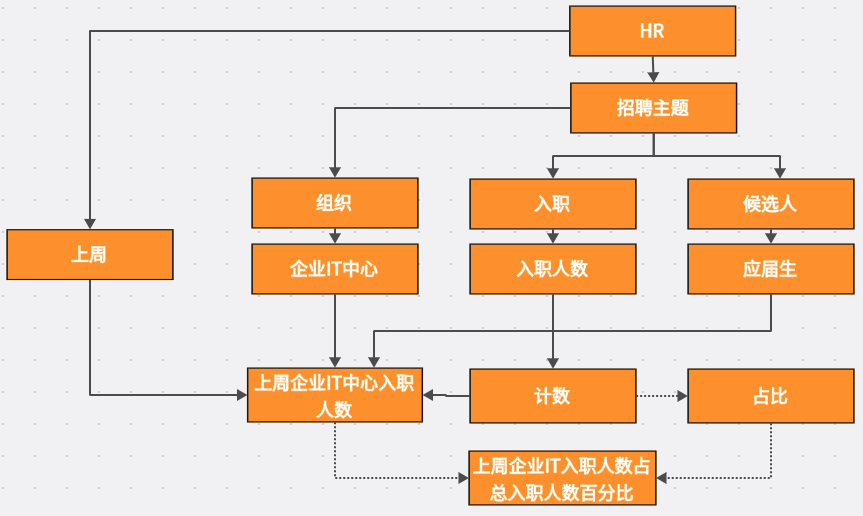 HR
招聘主题
组织
入职
候选人
上周
企业IT中心
入职人数
应届生
上周企业IT中心入职
人数
计数
占比
上周企业IT入职人数占
总入职人数百分比